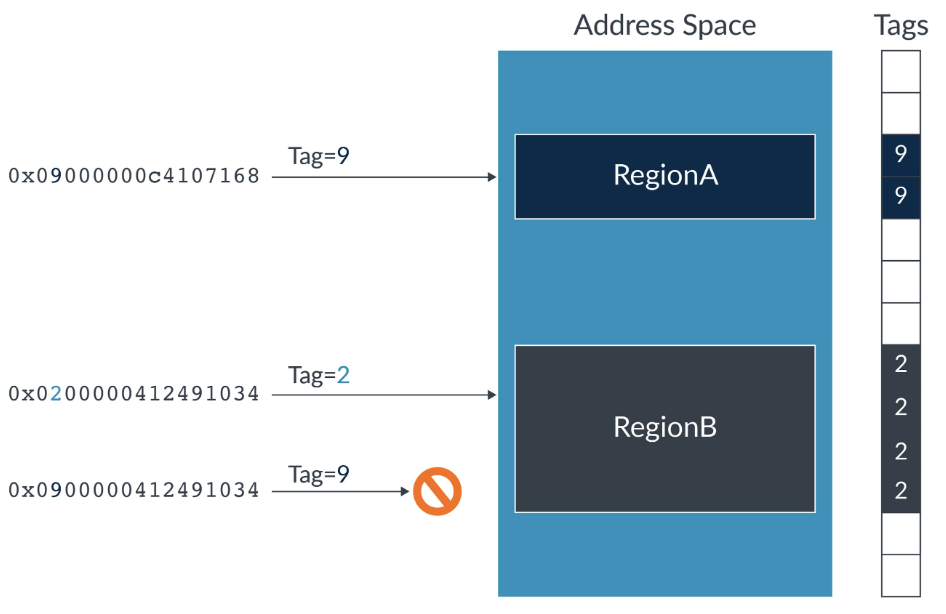 Address Space
Tags
Tag=9
0x09000000c4107168
RegionA
9
9
Tag=2
0x0200000412491034
RegionB
2
2
2
2
Tag=9
0x0900000412491034